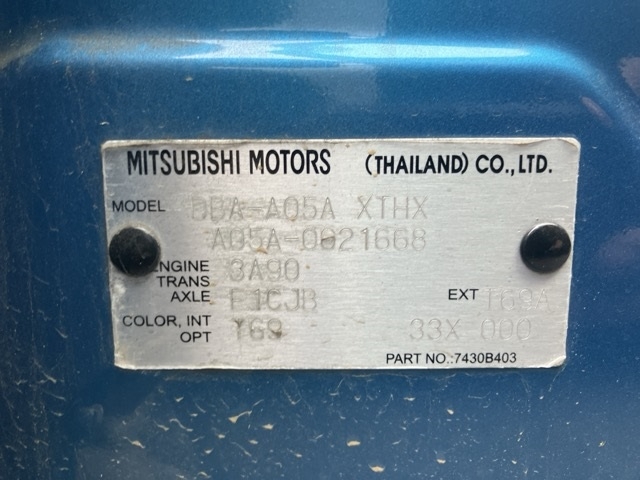 MITSUBISHI MOTORS (THAILAND) CO., LTD.
MODEL DBA-A05A XTHX
A05A-0021668
ENGINE 3A90
TRANS
AXLE F1CJB EXT T69A
COLOR, INT
OPT T69 33X 000
PART NO.:7430B403